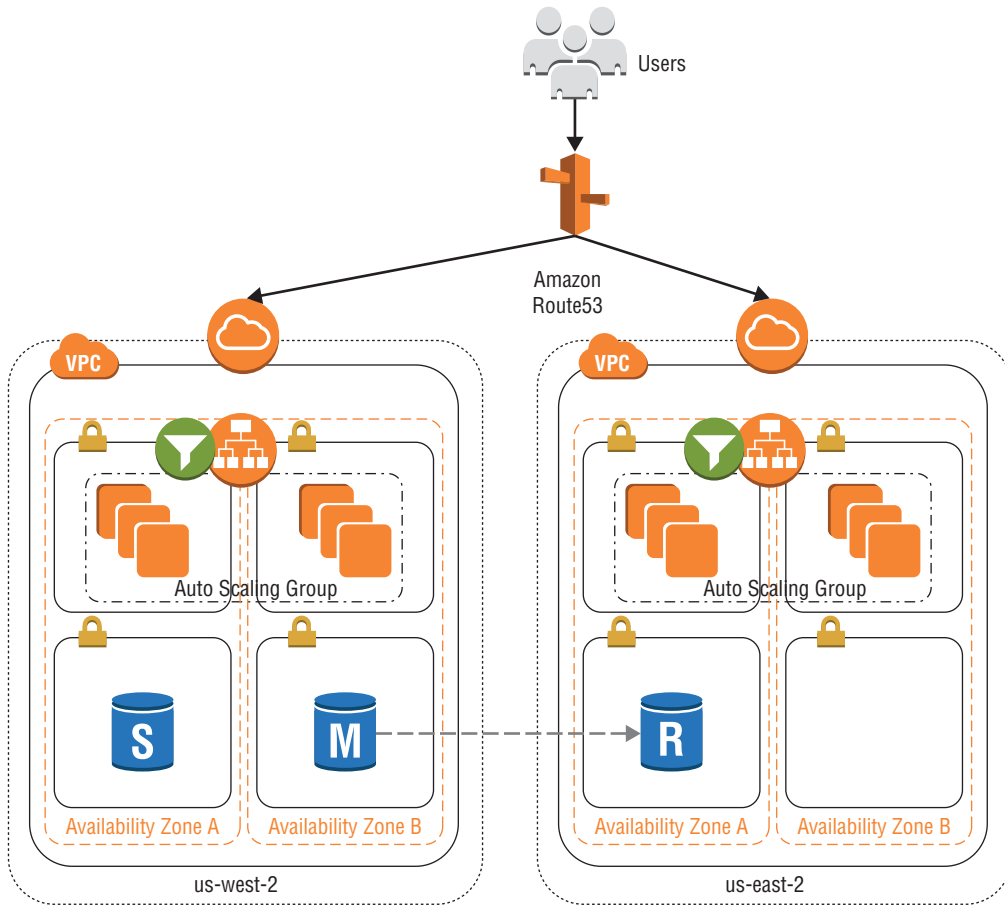 Users
Amazon
Route53
VPC
VPC
Auto Scaling Group
Auto Scaling Group
S
M
R
Availability Zone A
Availability Zone B
Availability Zone A
Availability Zone B
us-west-2
us-east-2